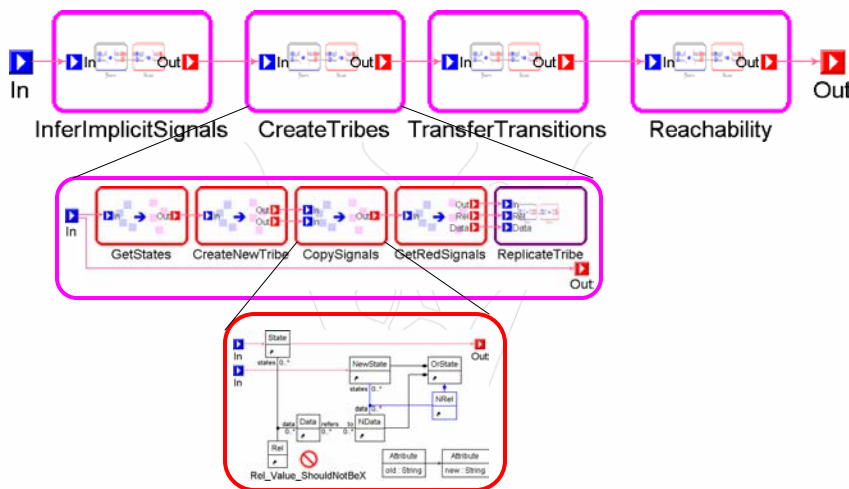 In Out In Out In Out In Out
In Out
InferImplicitSignals CreateTribes TransferTransitions Reachability
In Out In Out Out In In Out In Out Rel Data In Rel Data
In
GetStates CreateNewTribe CopySignals GetRedSignals ReplicateTribe
Out
State
In Out
states 0..* NewState OrState
In
states 0..* NRel
data 0..*
data Data refers to NData
0..* 0..* 0..*
Rel
Attribute Attribute
old : String new : String
Rel_Value_ShouldNotBeX